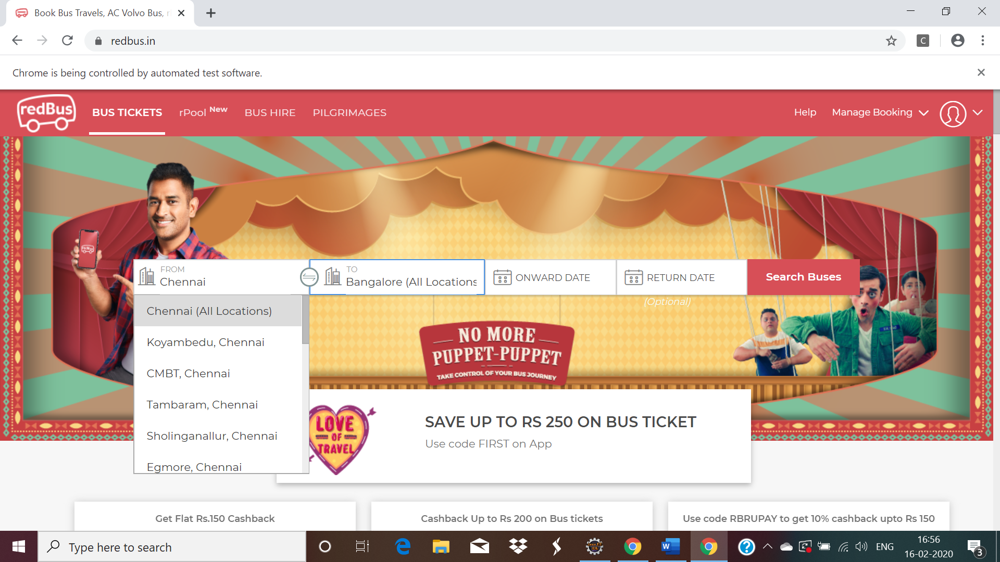 Book Bus Travels, AC Volvo Bus, r
redbus.in
C
Chrome is being controlled by automated test software.
redBus
BUS TICKETS
rPool New
BUS HIRE
PILGRIMAGES
Help
Manage Booking
redBus
FROM
Chennai
TO
Bangalore (All Locations
ONWARD DATE
RETURN DATE
Search Buses
(Optional)
Chennai (All Locations)
Koyambedu, Chennai
CMBT, Chennai
Tambaram, Chennai
Sholinganallur, Chennai
Egmore, Chennai
NO MORE
PUPPET-PUPPET
TAKE CONTROL OF YOUR BUS JOURNEY
LOVE
OF
TRAVEL
SAVE UP TO RS 250 ON BUS TICKET
Use code FIRST on App
Get Flat Rs.150 Cashback
Cashback Up to Rs 200 on Bus tickets
Use code RBRUPAY to get 10% cashback upto Rs 150
Type here to search
Java EE
IDE
W
ENG
16:56
16-02-2020
3